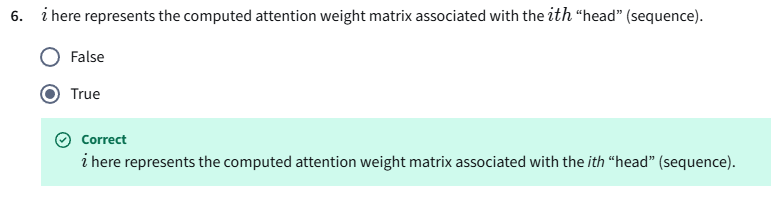 6. i here represents the computed attention weight matrix associated with the ith “head” (sequence).
False
True
Correct
i here represents the computed attention weight matrix associated with the ith “head” (sequence).